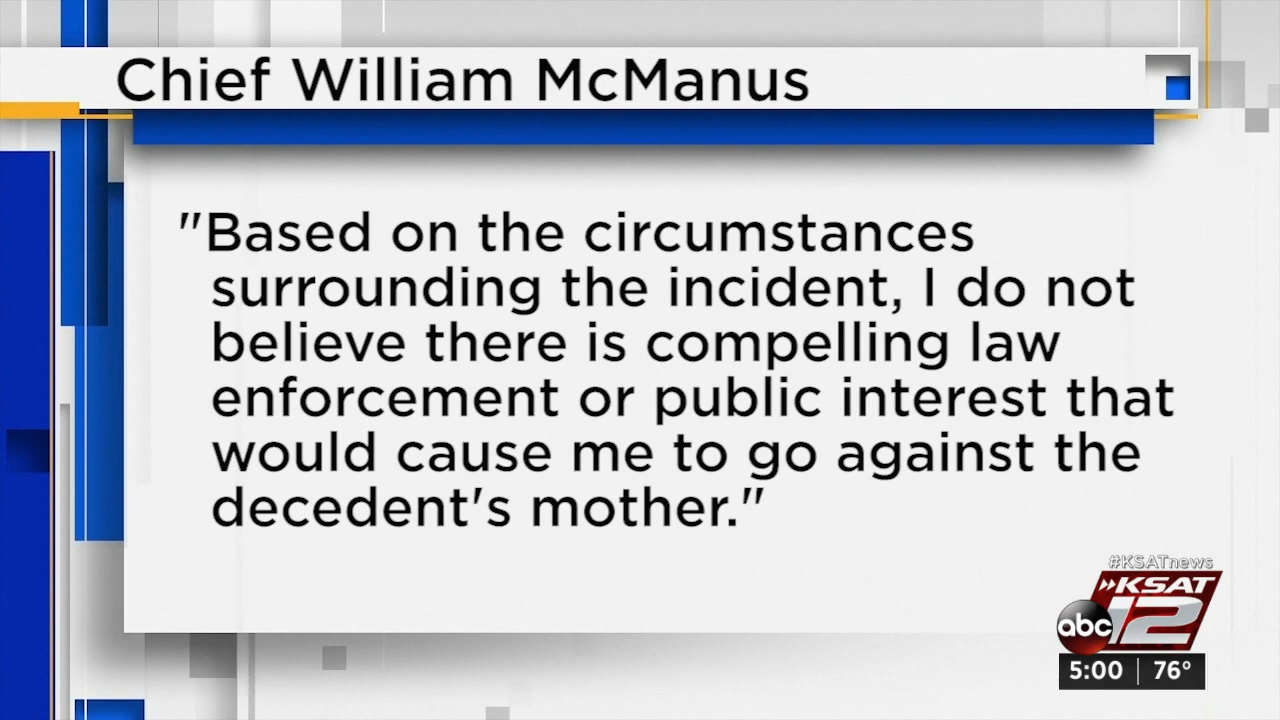 Chief William McManus
"Based on the circumstances
surrounding the incident, I do not
believe there is compelling law
enforcement or public interest that
would cause me to go against the
decedent's mother."
#KSATnews
KSAT
abc 12
5:00 | 76°